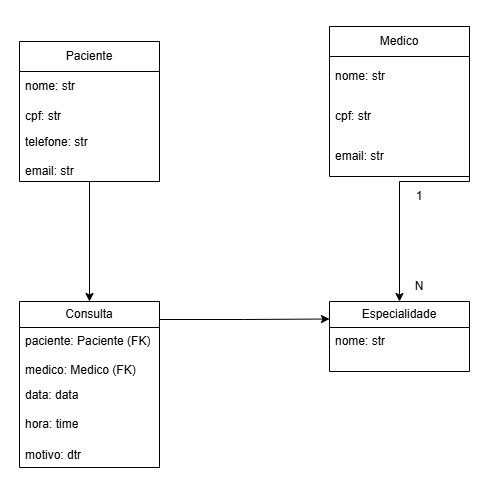 Paciente
nome: str
cpf: str
telefone: str
email: str
Medico
nome: str
cpf: str
email: str
1
N
Consulta
paciente: Paciente (FK)
medico: Medico (FK)
data: data
hora: time
motivo: dtr
Especialidade
nome: str